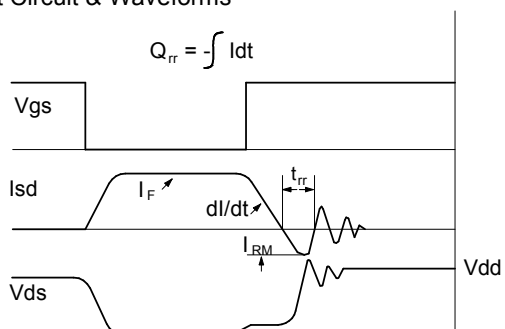 t Circuit & Waveforms
Qrr = -∫ Idt
Vgs
Isd
IF
dI/dt
trr
IRM
Vds
Vdd